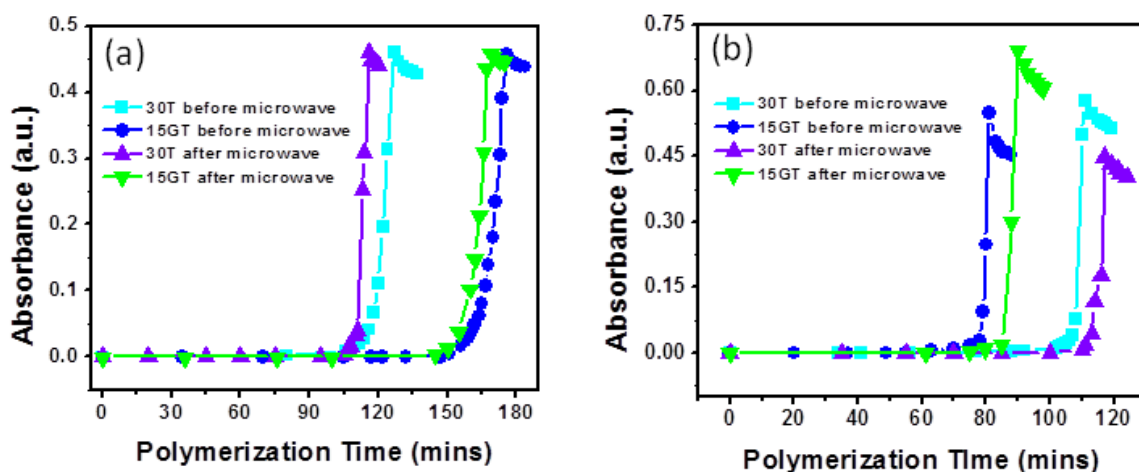 (a)
30T before microwave
15GT before microwave
30T after microwave
15GT after microwave
Absorbance (a.u.)
0.5
0.4
0.3
0.2
0.1
0.0
0 30 60 90 120 150 180
Polymerization Time (mins)
(b)
30T before microwave
15GT before microwave
30T after microwave
15GT after microwave
Absorbance (a.u.)
0.75
0.60
0.45
0.30
0.15
0.00
0 20 40 60 80 100 120
Polymerization Time (mins)